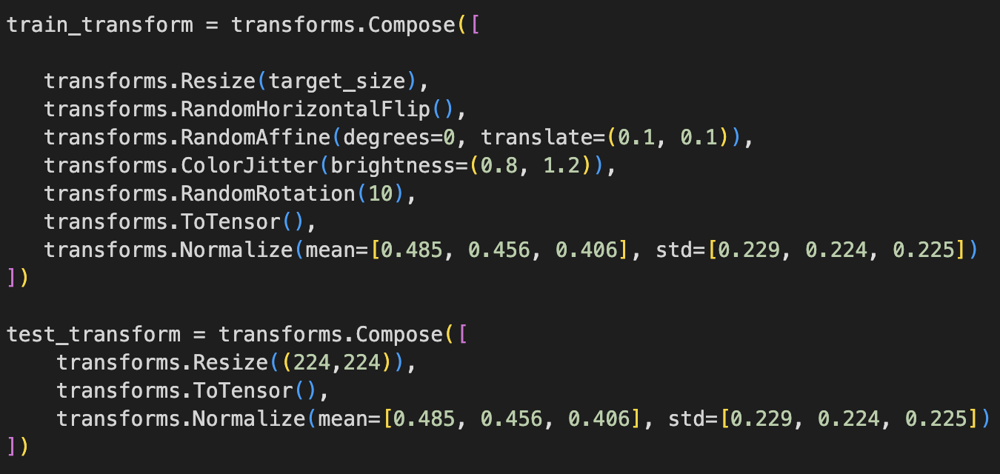 train_transform = transforms.Compose([
transforms.Resize(target_size),
transforms.RandomHorizontalFlip(),
transforms.RandomAffine(degrees=0, translate=(0.1, 0.1)),
transforms.ColorJitter(brightness=(0.8, 1.2)),
transforms.RandomRotation(10),
transforms.ToTensor(),
transforms.Normalize(mean=[0.485, 0.456, 0.406], std=[0.229, 0.224, 0.225])
])
test_transform = transforms.Compose([
transforms.Resize((224,224)),
transforms.ToTensor(),
transforms.Normalize(mean=[0.485, 0.456, 0.406], std=[0.229, 0.224, 0.225])
])